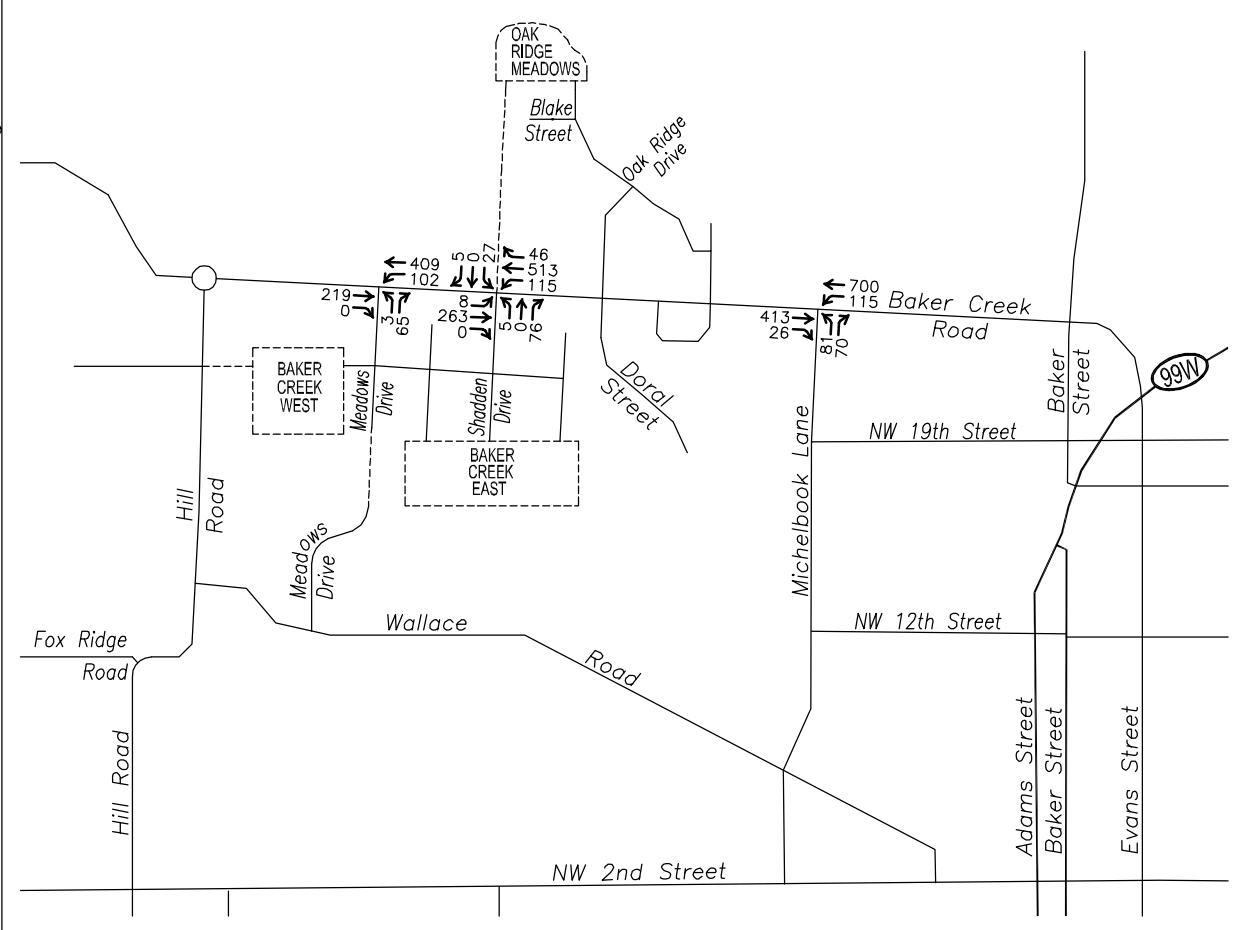 OAK
RIDGE
MEADOWS
Blake
Street
Oak Ridge
Drive
409
102
219
0
3
65
5
0
27
46
513
115
8
263
0
5
0
76
700
115
413
26
81
70
Baker Creek
Road
BAKER
CREEK
WEST
Meadows
Drive
Shadden
Drive
BAKER
CREEK
EAST
Doral
Street
Baker
Street
99W
NW 19th Street
Michelbook Lane
Hill
Road
Meadows
Drive
Wallace
Road
NW 12th Street
Fox Ridge
Road
Hill Road
Adams Street
Baker Street
Evans Street
NW 2nd Street